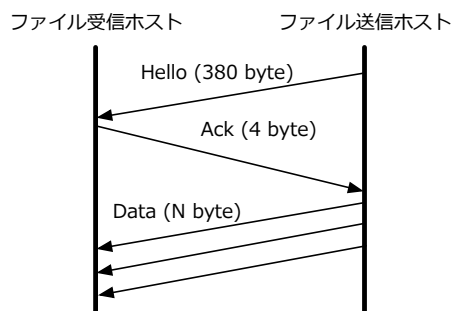 ファイル受信ホスト
ファイル送信ホスト
Hello (380 byte)
Ack (4 byte)
Data (N byte)